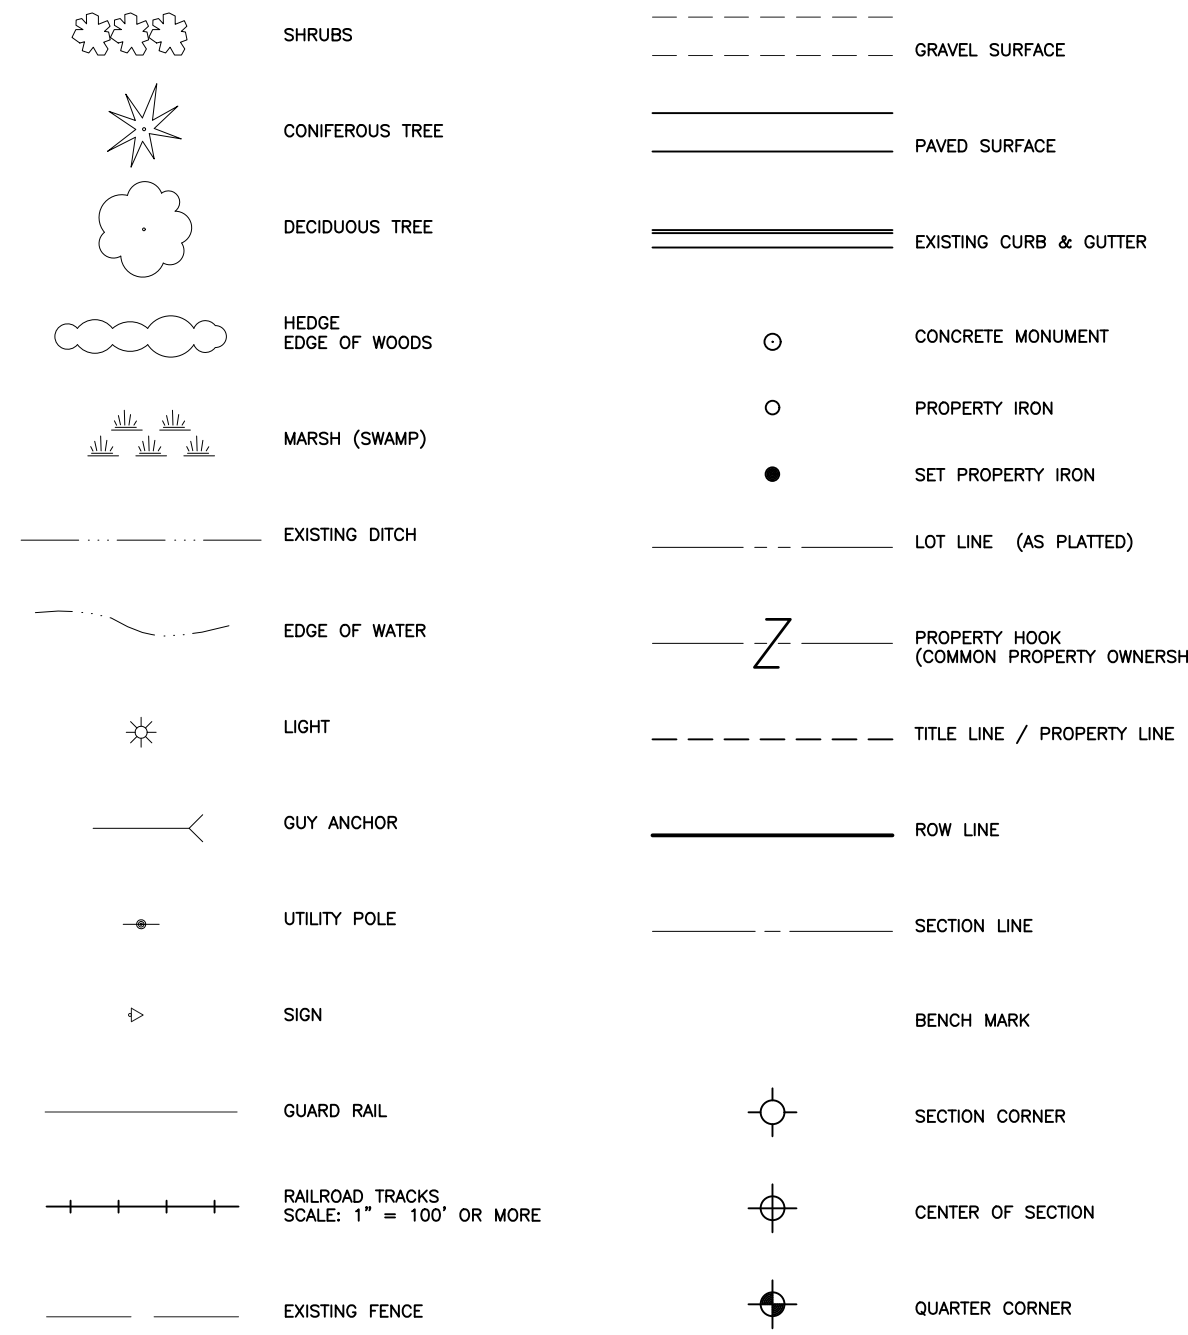 SHRUBS
CONIFEROUS TREE
DECIDUOUS TREE
HEDGE
EDGE OF WOODS
MARSH (SWAMP)
EXISTING DITCH
EDGE OF WATER
LIGHT
GUY ANCHOR
UTILITY POLE
SIGN
GUARD RAIL
RAILROAD TRACKS
SCALE: 1" = 100' OR MORE
EXISTING FENCE
GRAVEL SURFACE
PAVED SURFACE
EXISTING CURB & GUTTER
CONCRETE MONUMENT
PROPERTY IRON
SET PROPERTY IRON
LOT LINE (AS PLATTED)
PROPERTY HOOK
(COMMON PROPERTY OWNERSH
TITLE LINE / PROPERTY LINE
ROW LINE
SECTION LINE
BENCH MARK
SECTION CORNER
CENTER OF SECTION
QUARTER CORNER